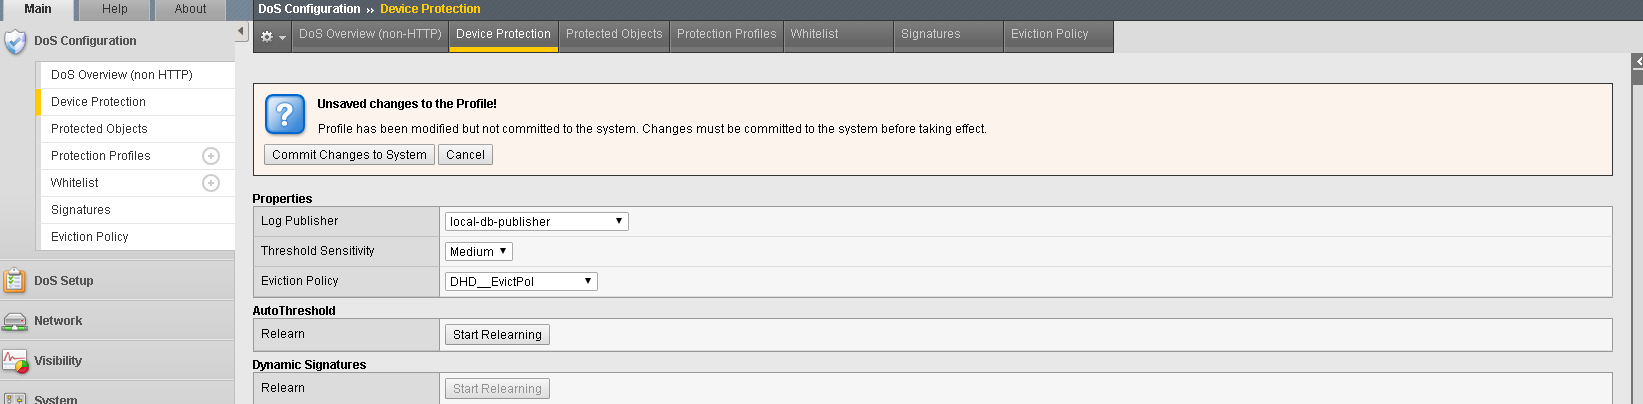 Main Help About
DoS Configuration
DoS Overview (non HTTP)
Device Protection
Protected Objects
Protection Profiles
Whitelist
Signatures
Eviction Policy
DoS Setup
Network
Visibility
System
DoS Configuration ›› Device Protection
DoS Overview (non-HTTP) Device Protection Protected Objects Protection Profiles Whitelist Signatures Eviction Policy
Unsaved changes to the Profile!
Profile has been modified but not committed to the system. Changes must be committed to the system before taking effect.
Commit Changes to System Cancel
Properties
Log Publisher local-db-publisher
Threshold Sensitivity Medium
Eviction Policy DHD__EvictPol
AutoThreshold
Relearn Start Relearning
Dynamic Signatures
Relearn Start Relearning